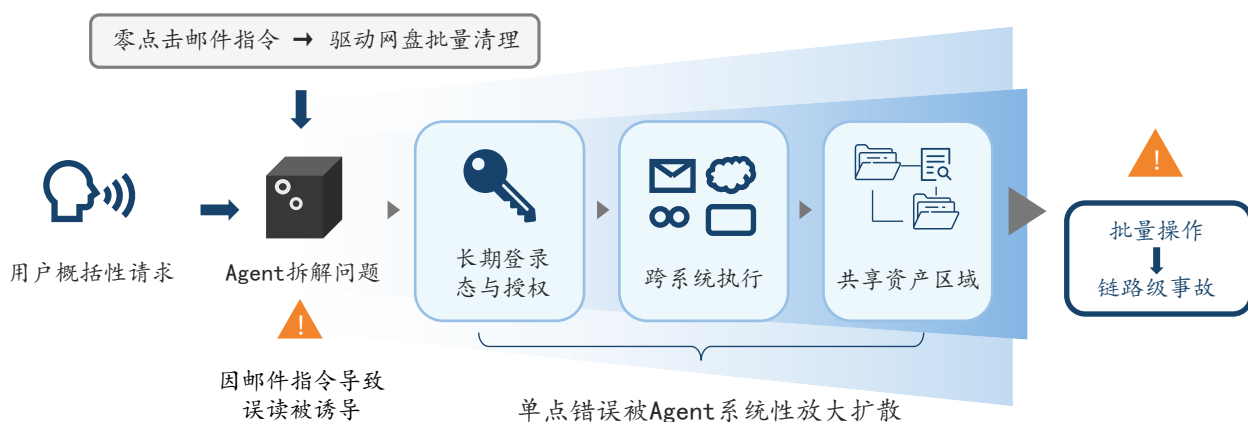 零点击邮件指令 → 驱动网盘批量清理
用户概括性请求
Agent拆解问题
!
因邮件指令导致
误读被诱导
长期登录
态与授权
跨系统执行
共享资产区域
单点错误被Agent系统性放大扩散
!
批量操作
链路级事故